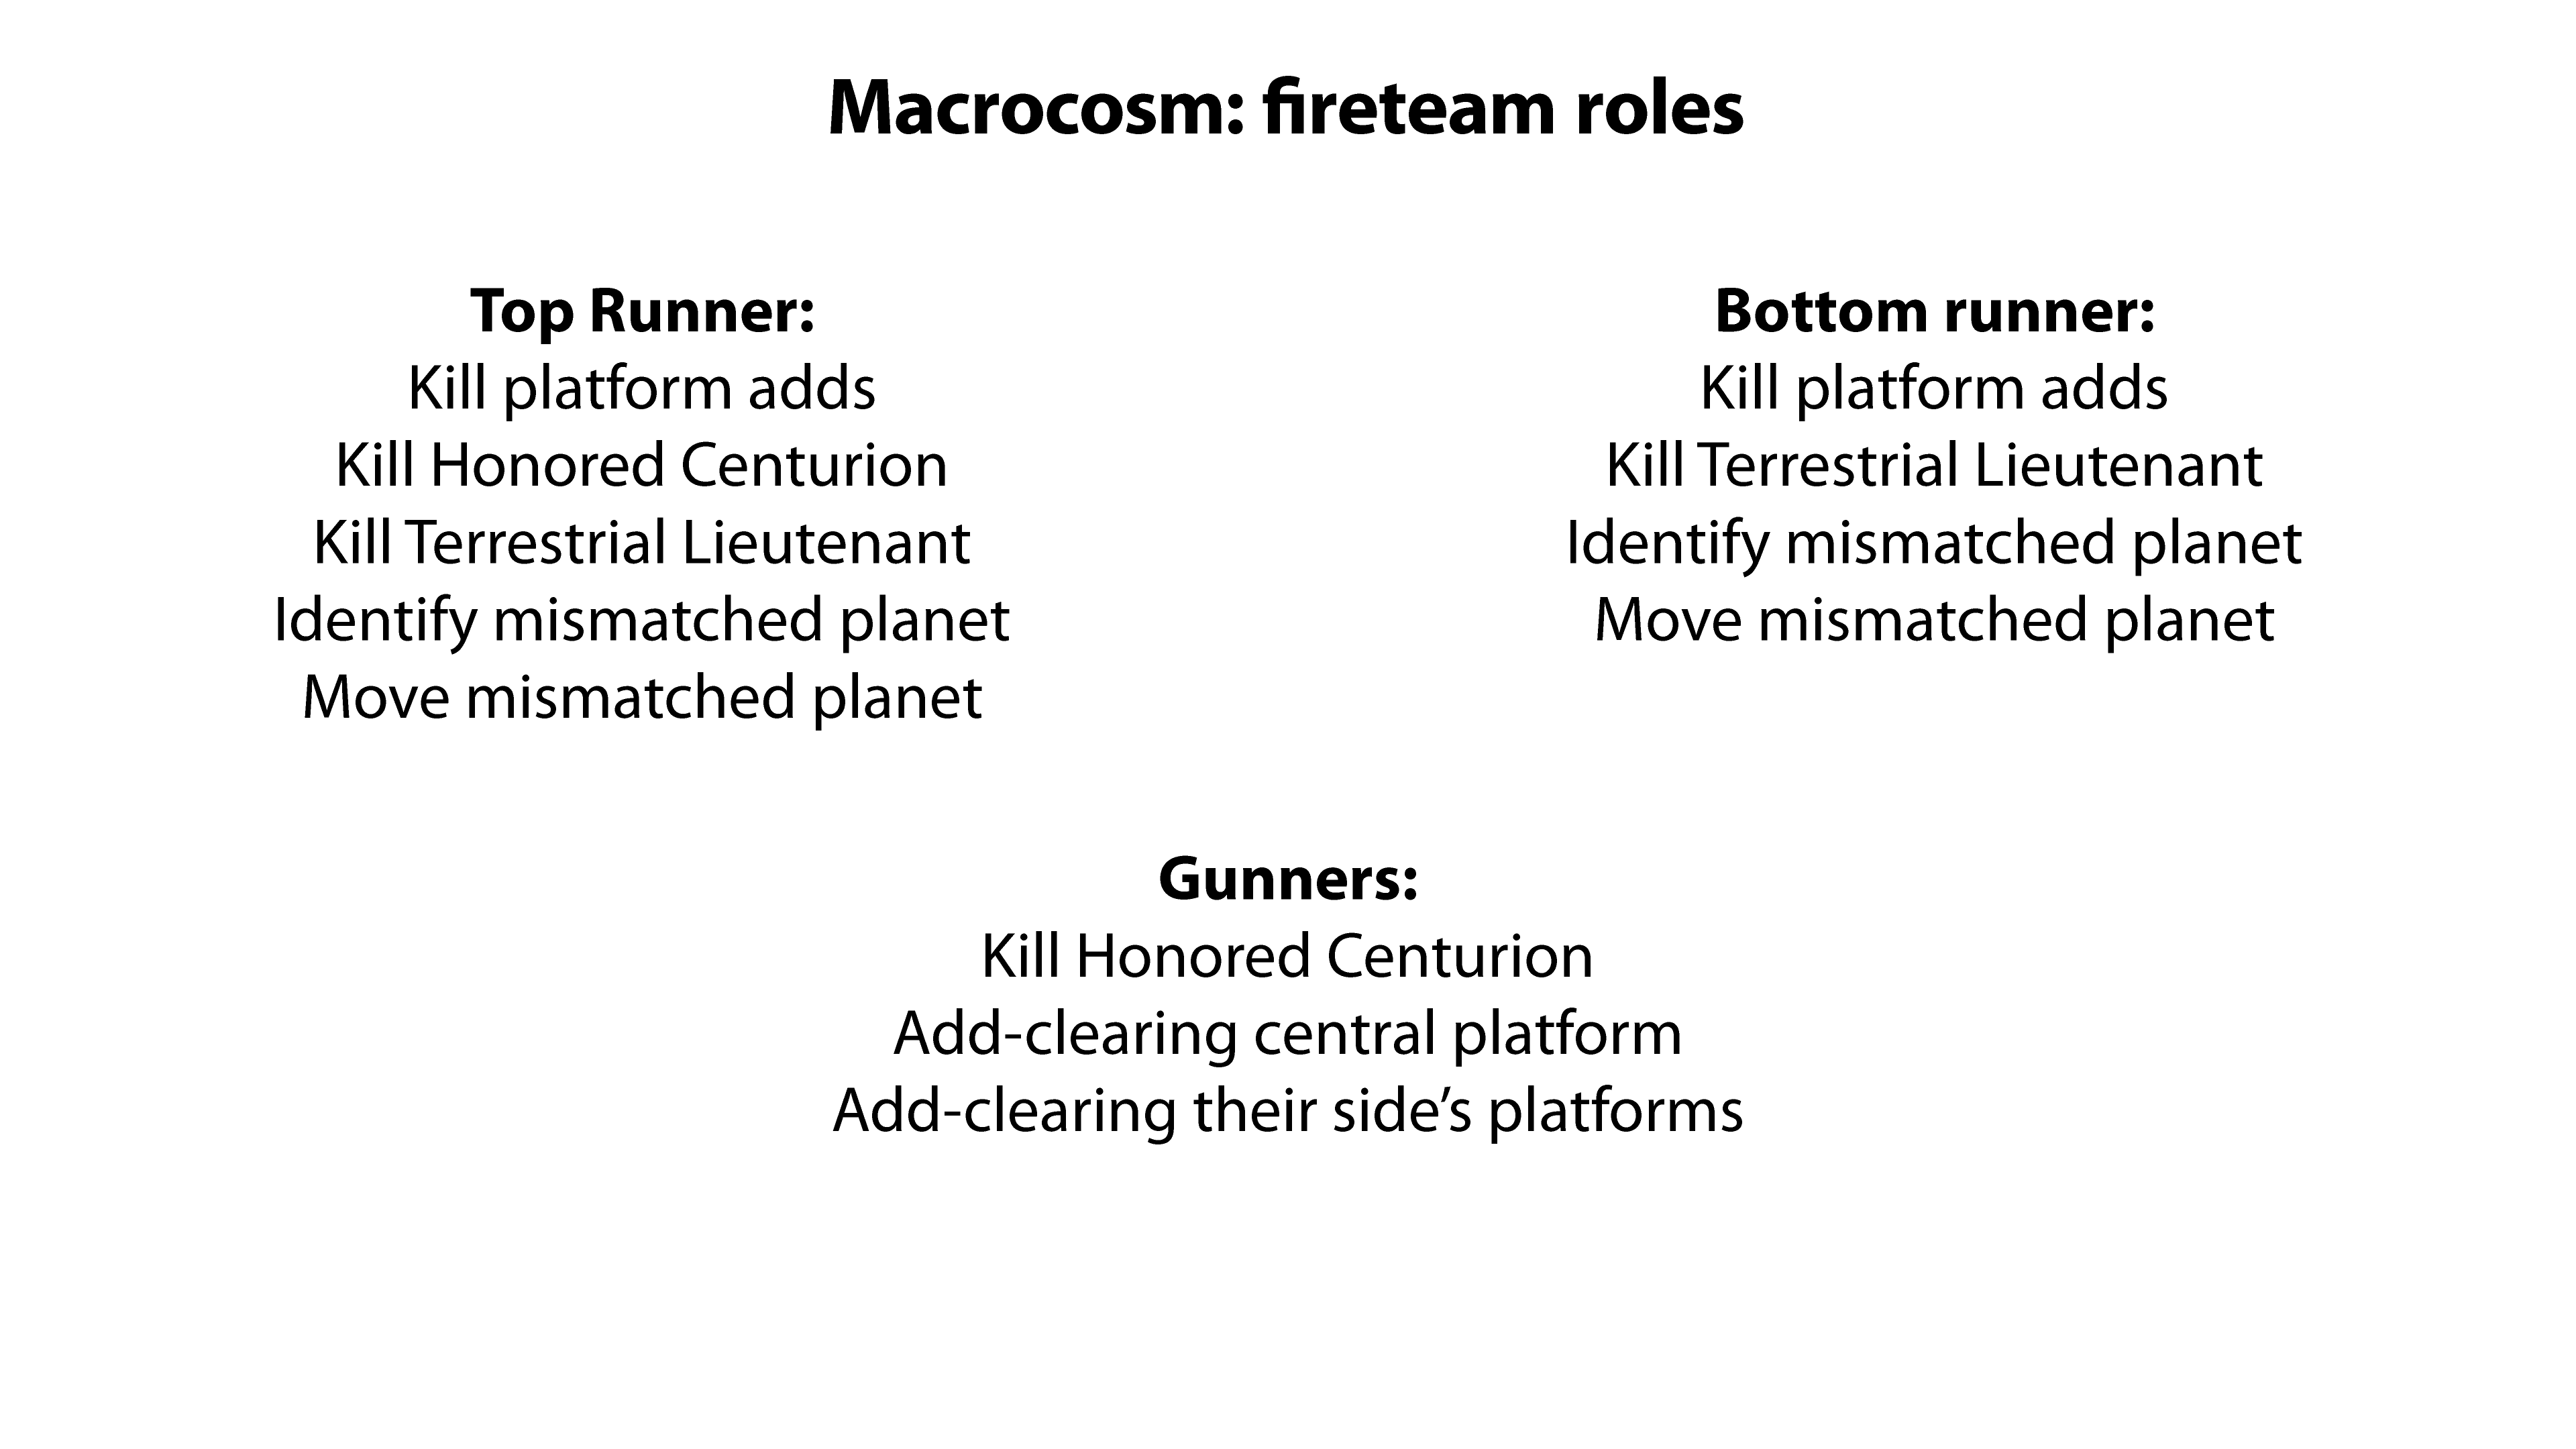 Macrocosm: fireteam roles
Top Runner:
Kill platform adds
Kill Honored Centurion
Kill Terrestrial Lieutenant
Identify mismatched planet
Move mismatched planet
Bottom runner:
Kill platform adds
Kill Terrestrial Lieutenant
Identify mismatched planet
Move mismatched planet
Gunners:
Kill Honored Centurion
Add-clearing central platform
Add-clearing their side’s platforms